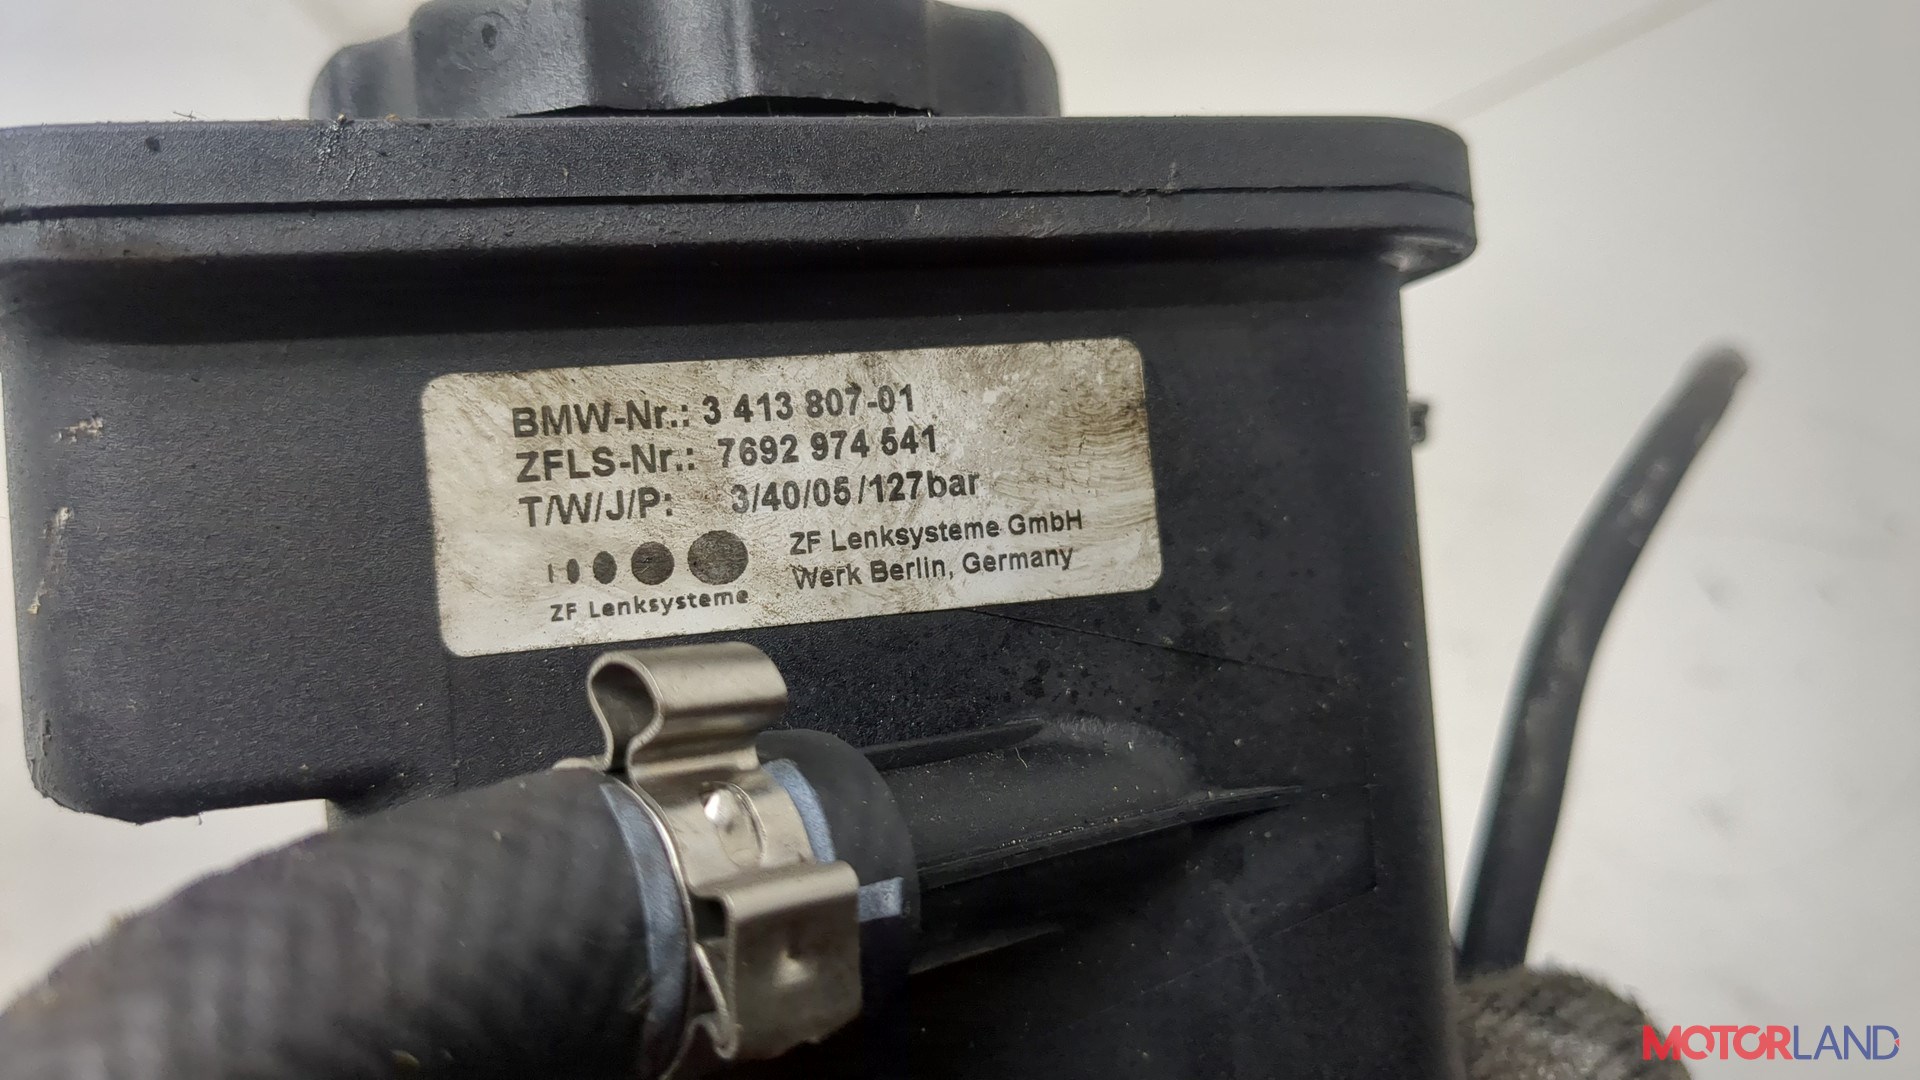 BMW-Nr.: 3 413 807-01
ZFLS-Nr.: 7692 974 541
T/W/J/P: 3/40/05/127bar
ZF Lenksysteme GmbH
Werk Berlin, Germany
ZF Lenksysteme
MOTORLAND